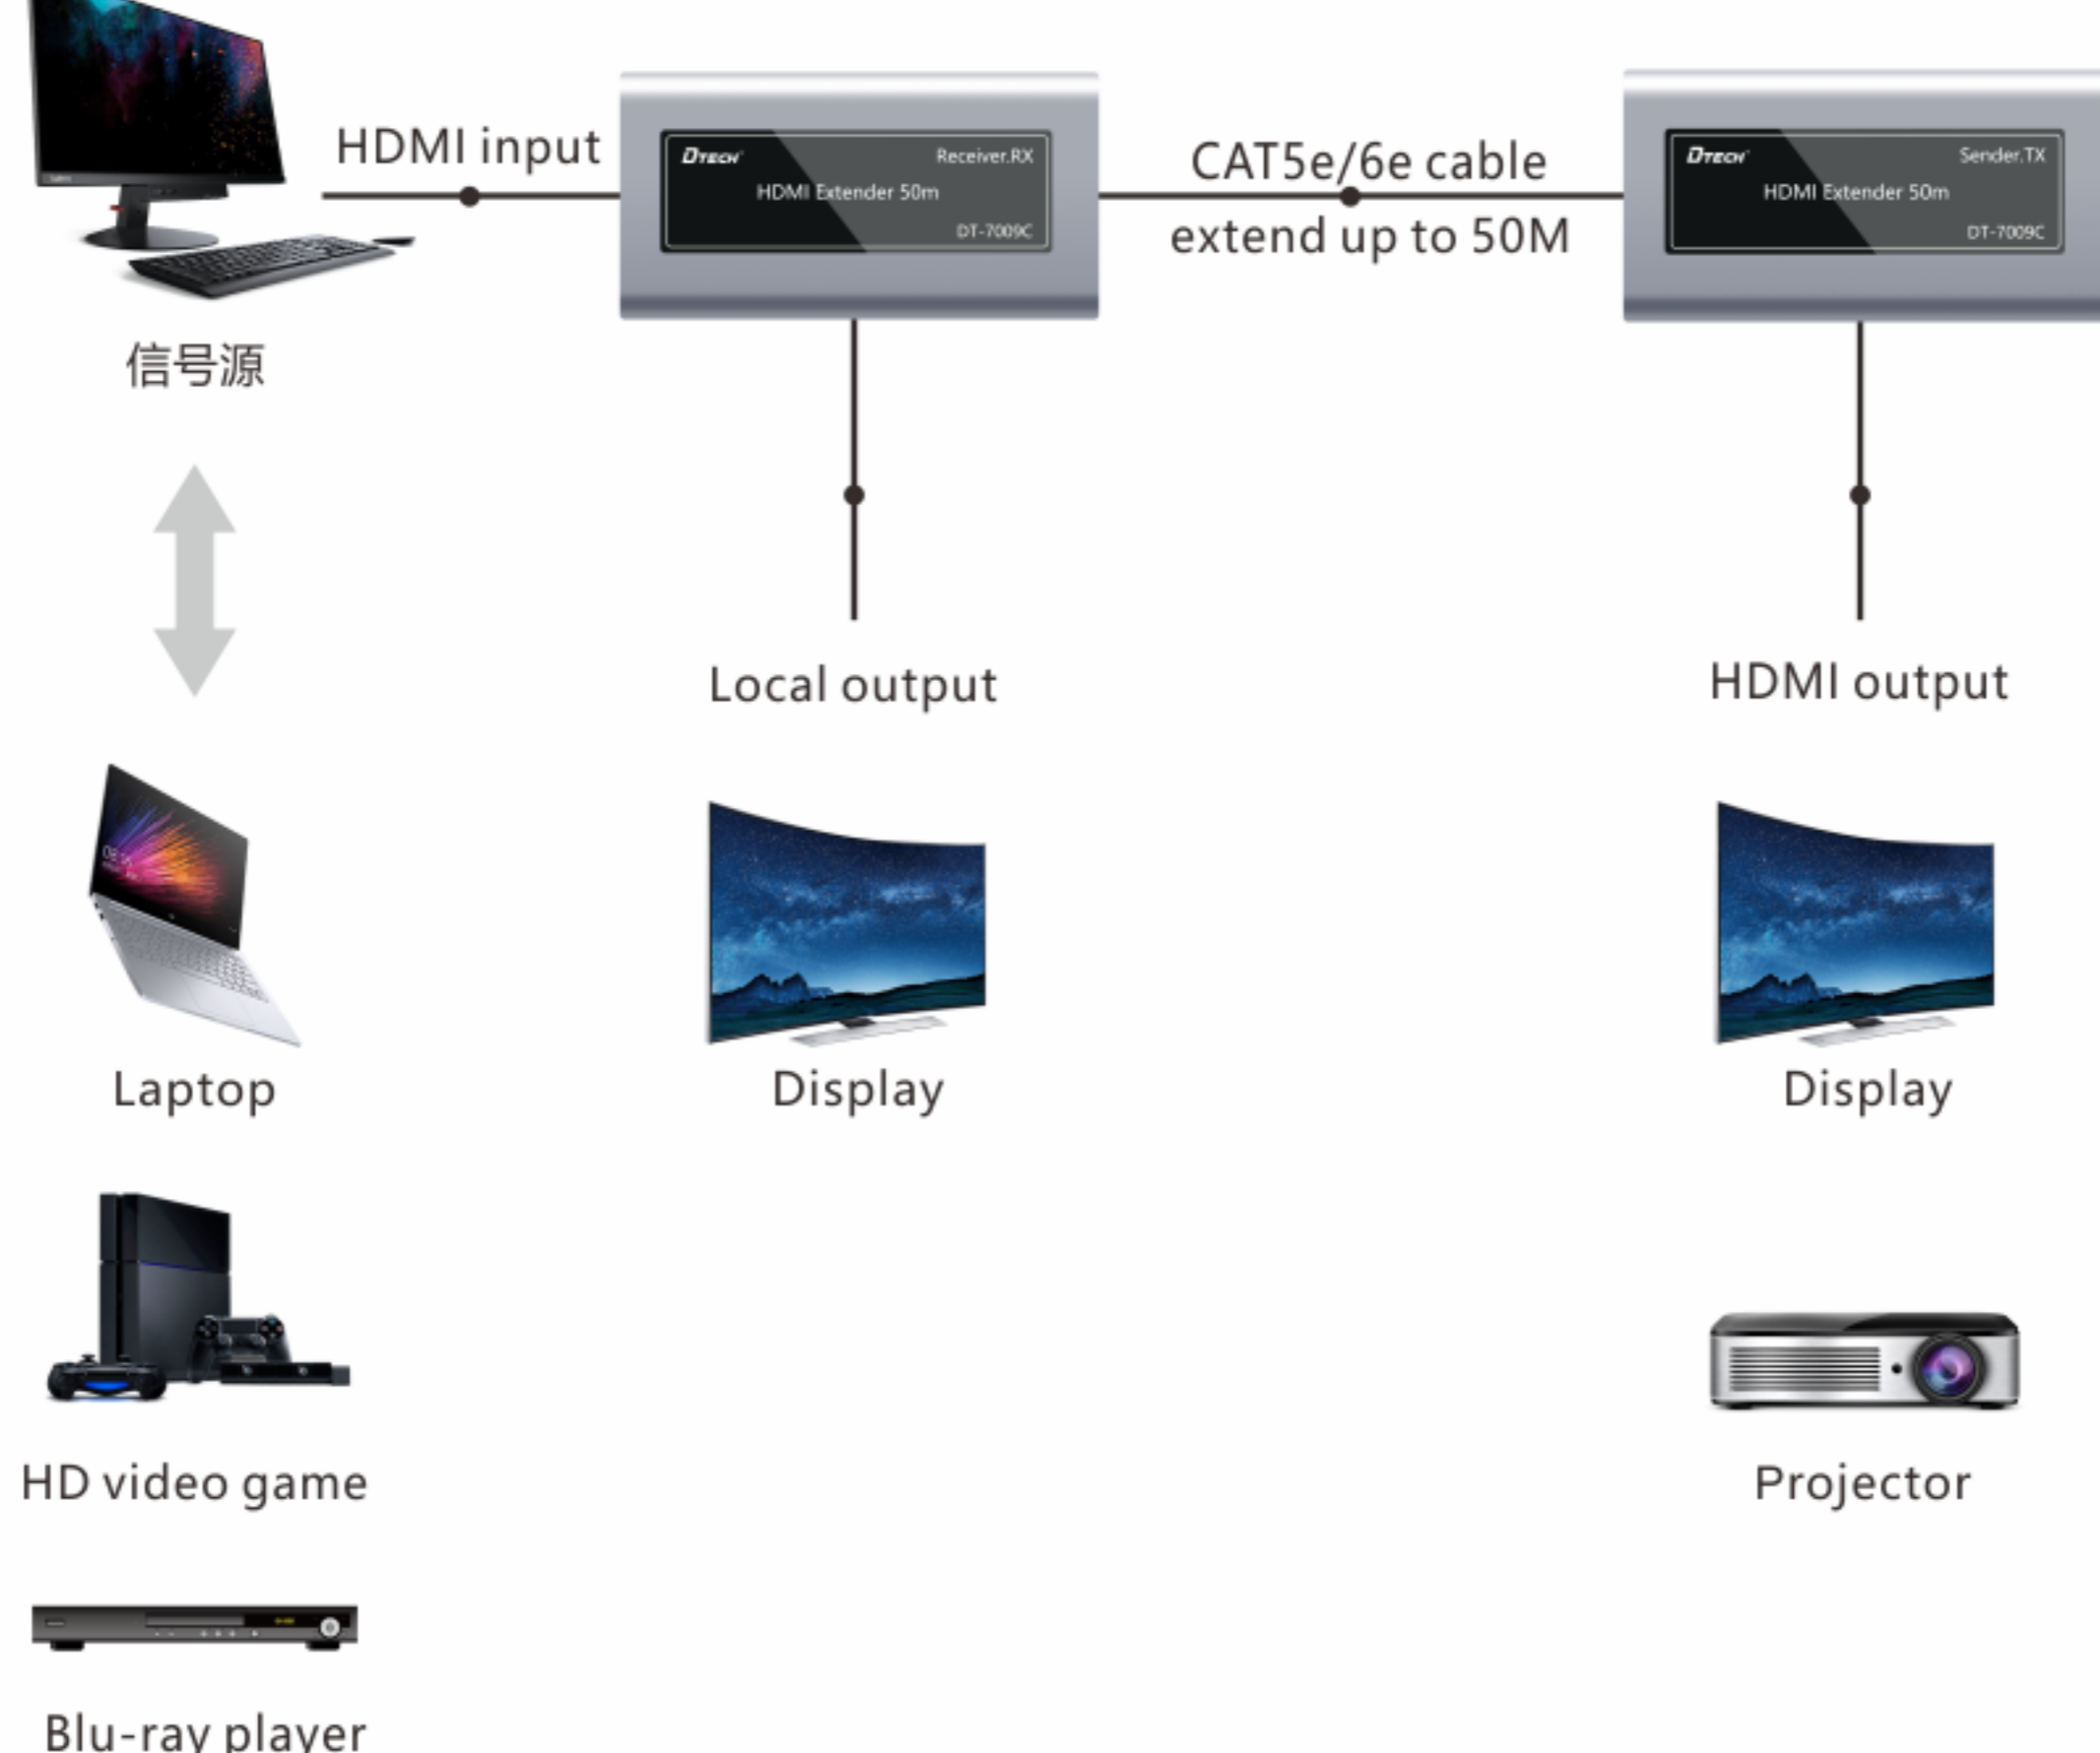 HDMI input
DTECH
Receiver.RX
HDMI Extender 50m
DT-7009C
CAT5e/6e cable
extend up to 50M
DTECH
Sender.TX
HDMI Extender 50m
DT-7009C
信号源
Local output
HDMI output
Laptop
Display
Display
HD video game
Projector
Blu-ray player